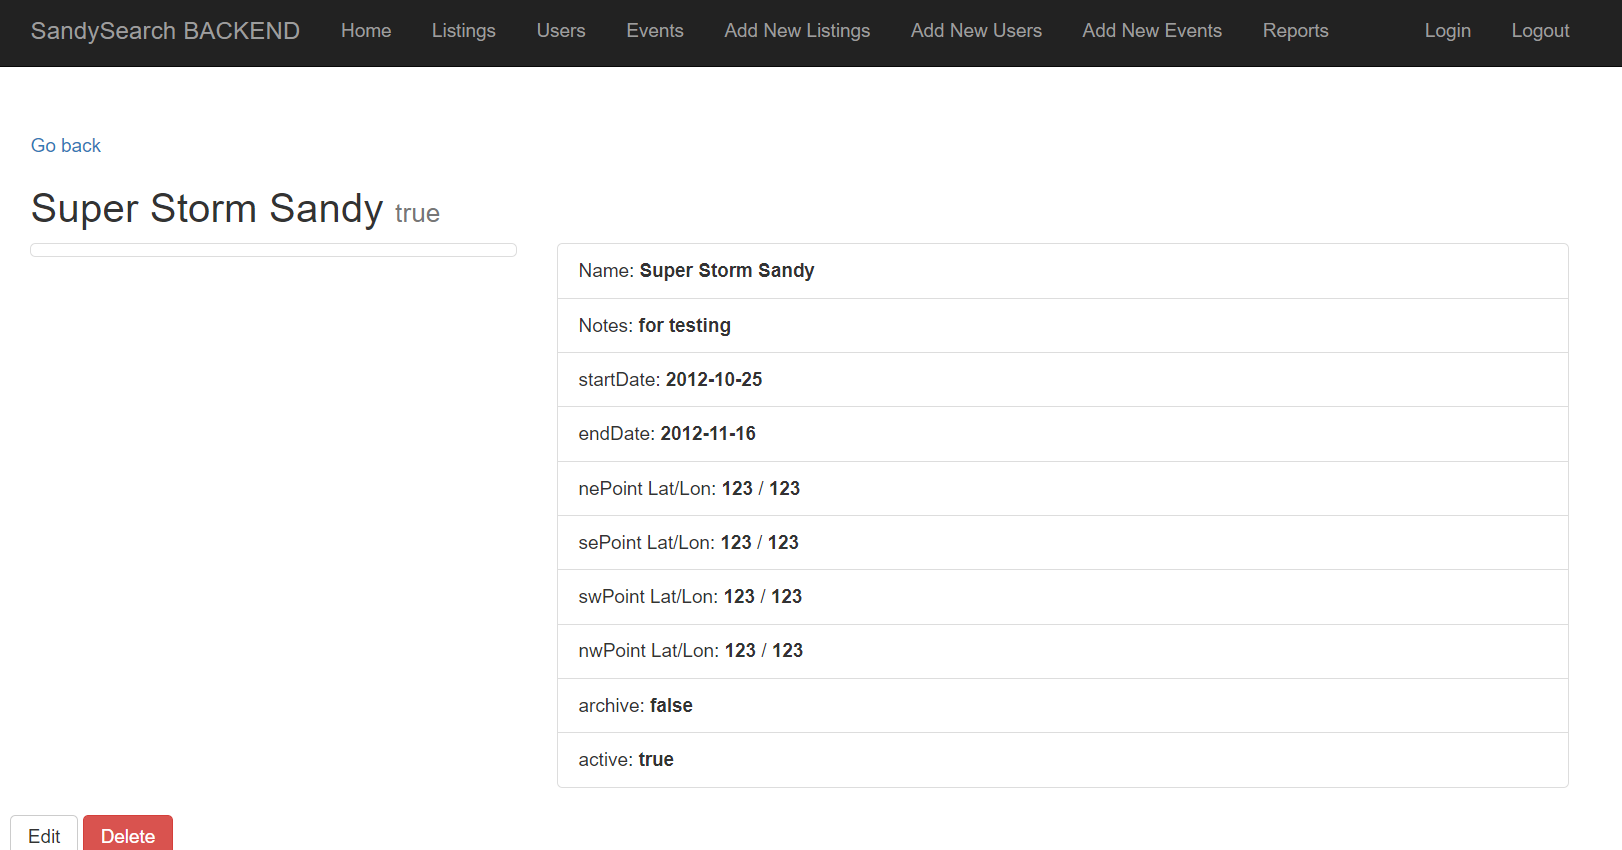 SandySearch BACKEND Home Listings Users Events Add New Listings Add New Users Add New Events Reports Login Logout
Go back
Super Storm Sandy true
Name: Super Storm Sandy
Notes: for testing
startDate: 2012-10-25
endDate: 2012-11-16
nePoint Lat/Lon: 123 / 123
sePoint Lat/Lon: 123 / 123
swPoint Lat/Lon: 123 / 123
nwPoint Lat/Lon: 123 / 123
archive: false
active: true
Edit Delete